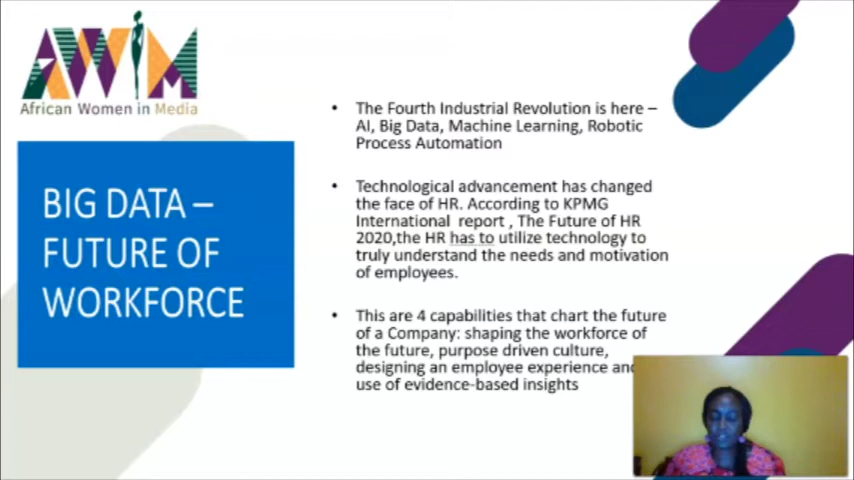 AWiM
African Women in Media
BIG DATA –
FUTURE OF
WORKFORCE
• The Fourth Industrial Revolution is here –
AI, Big Data, Machine Learning, Robotic
Process Automation
• Technological advancement has changed
the face of HR. According to KPMG
International report , The Future of HR
2020,the HR has to utilize technology to
truly understand the needs and motivation
of employees.
• This are 4 capabilities that chart the future
of a Company: shaping the workforce of
the future, purpose driven culture,
designing an employee experience and
use of evidence-based insights